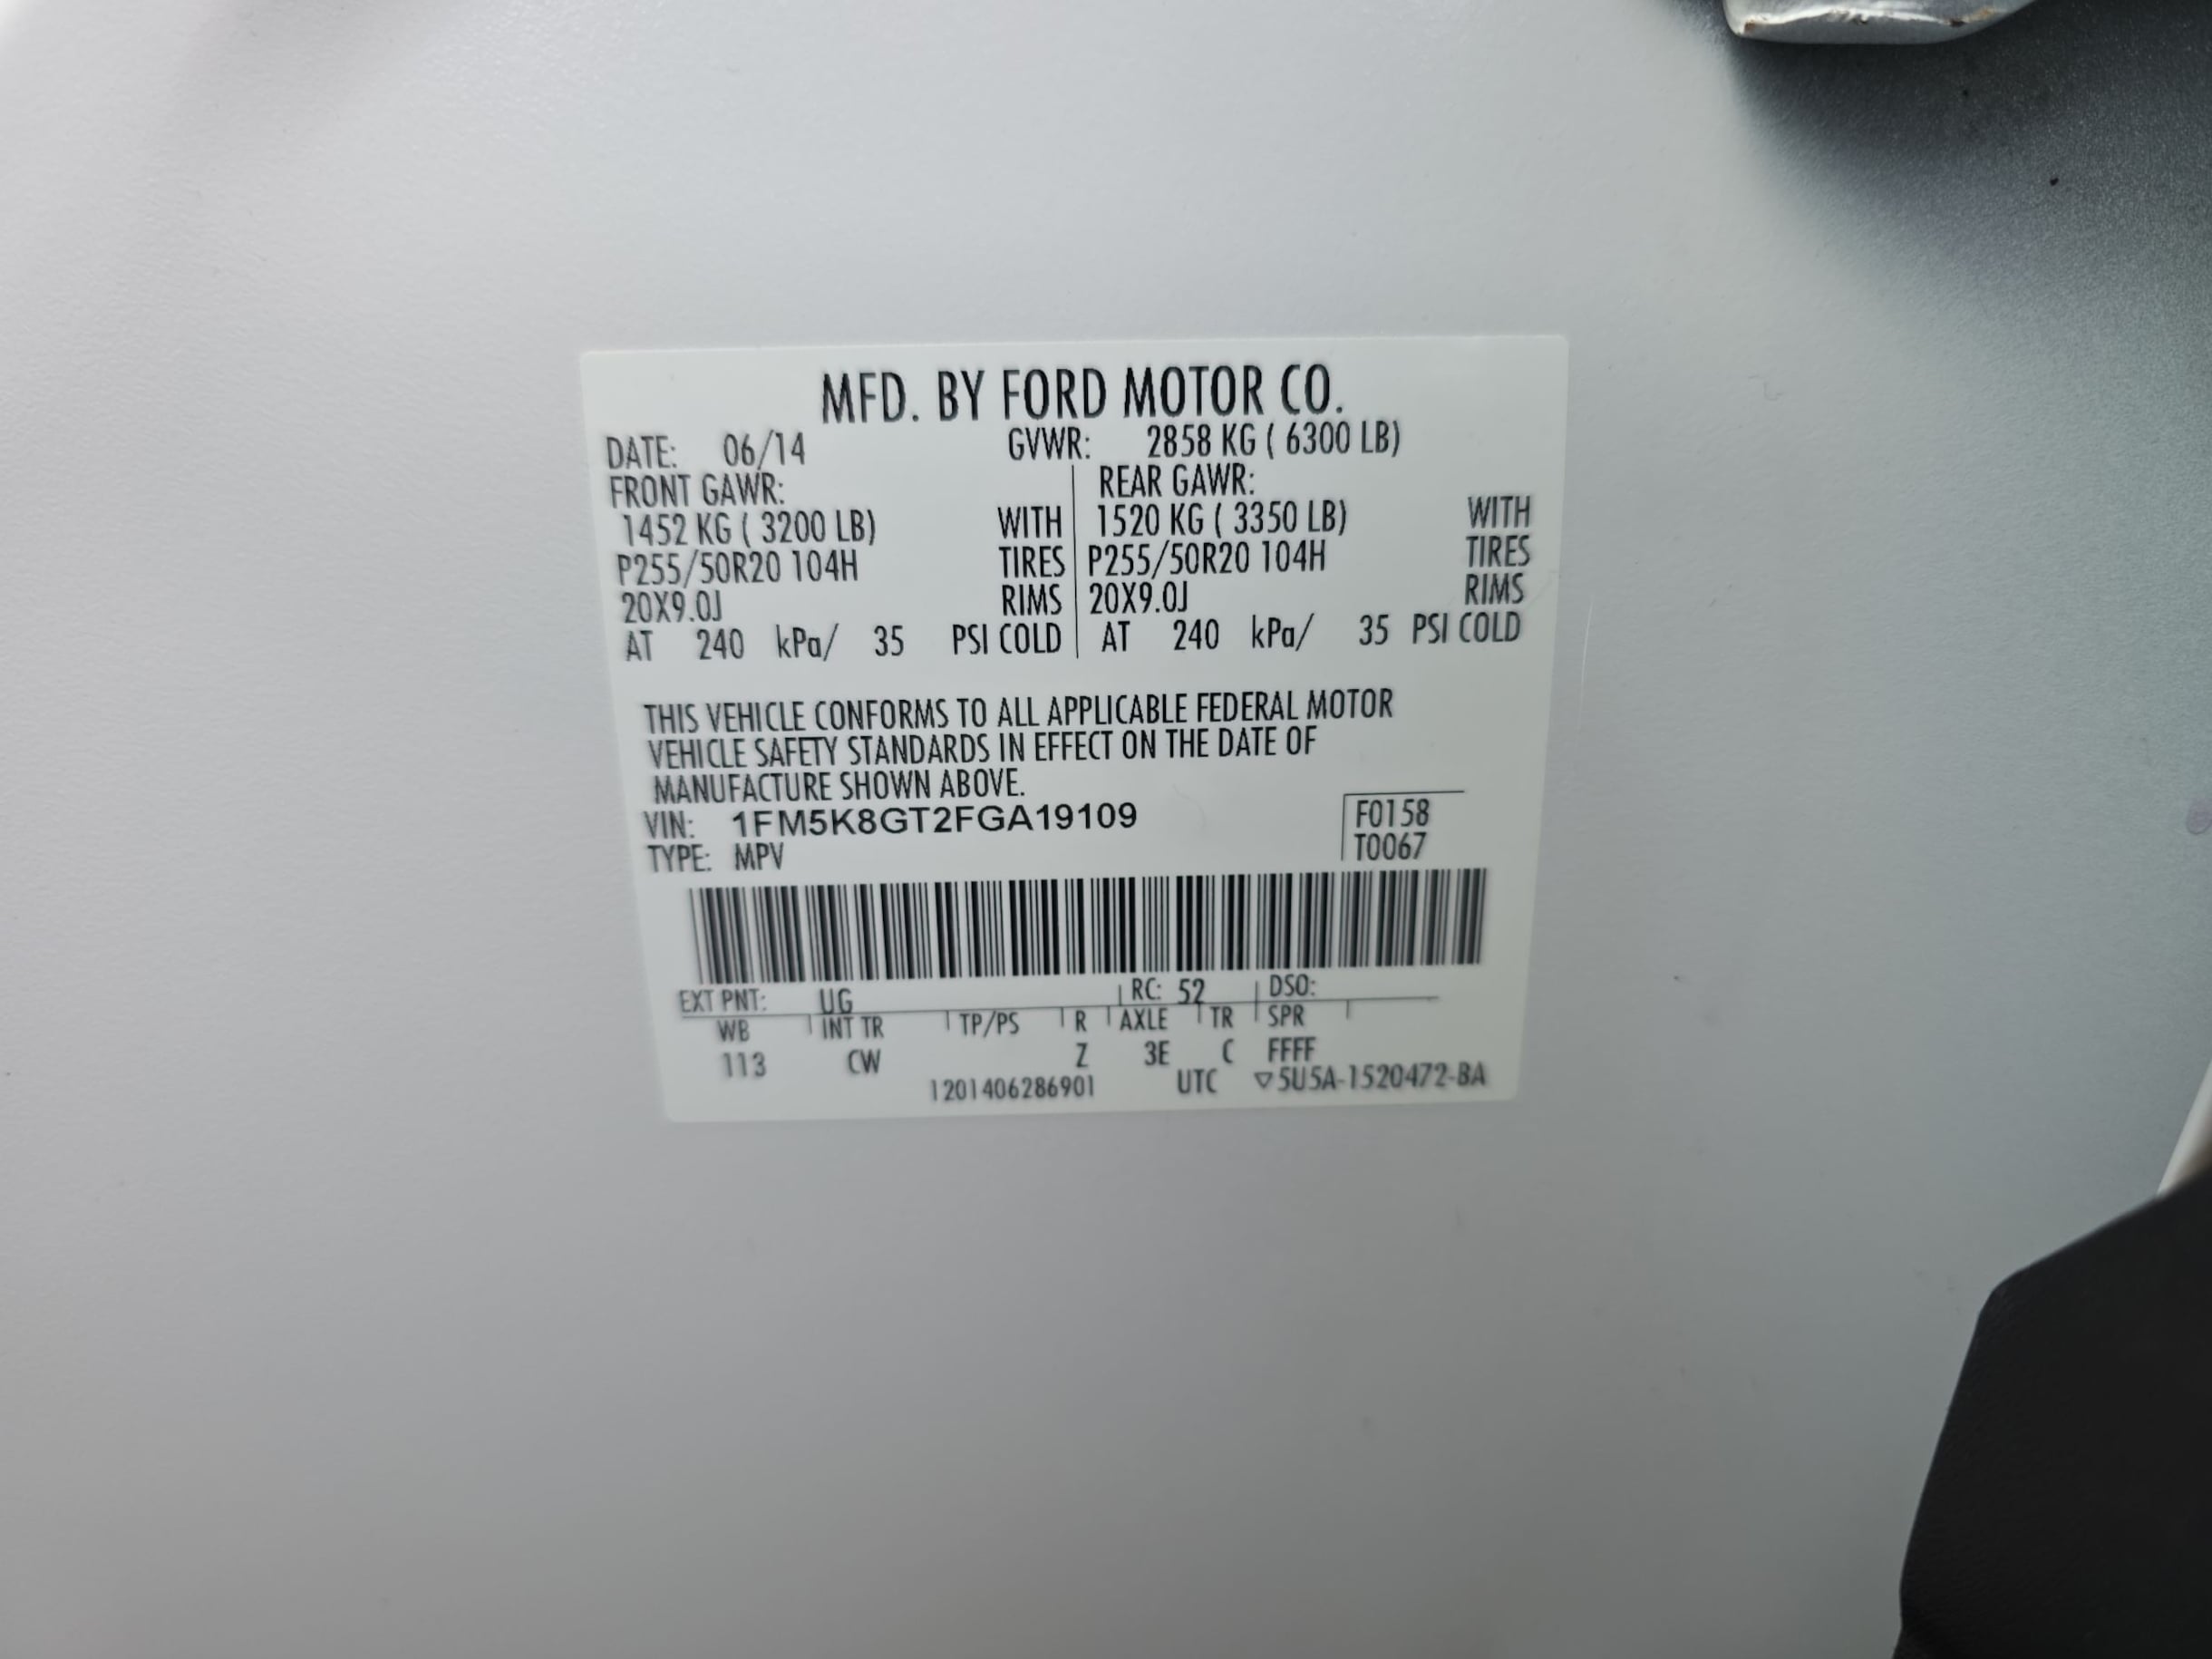 MFD. BY FORD MOTOR CO.
DATE: 06/14 GVWR: 2858 KG ( 6300 LB)
FRONT GAWR: REAR GAWR:
1452 KG ( 3200 LB) WITH 1520 KG ( 3350 LB) WITH
P255/50R20 104H TIRES P255/50R20 104H TIRES
20X9.0J RIMS 20X9.0J RIMS
AT 240 kPa/ 35 PSI COLD AT 240 kPa/ 35 PSI COLD
THIS VEHICLE CONFORMS TO ALL APPLICABLE FEDERAL MOTOR
VEHICLE SAFETY STANDARDS IN EFFECT ON THE DATE OF
MANUFACTURE SHOWN ABOVE.
VIN: 1FM5K8GT2FGA19109 F0158
TYPE: MPV T0067
EXT PNT: UG RC: 52 DSO:
WB INT TR TP/PS R AXLE TR SPR
113 CW Z 3E C FFFF
1201406286901 UTC ▽5U5A-1520472-BA